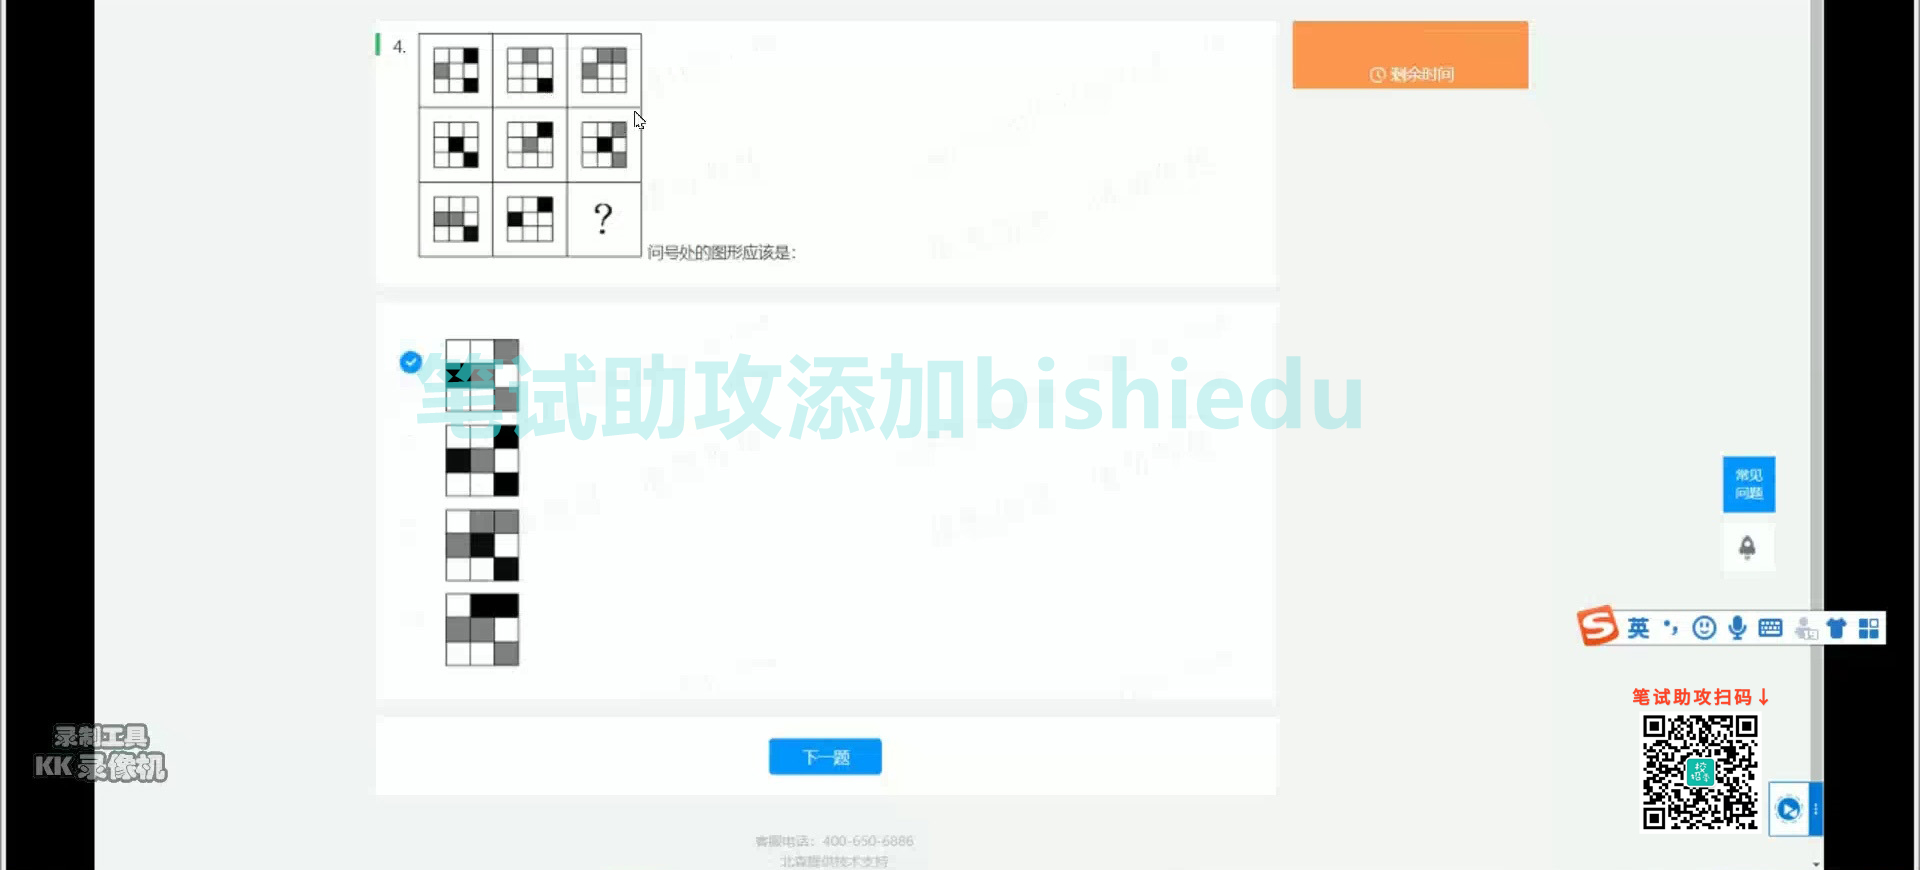 4.
?
问号处的图形应该是:
剩余时间
笔试助攻添加bishiedu
常见
问题
英
笔试助攻扫码↓
录制工具
KK 录像机
下一题
客服电话：400-650-6886
北森提供技术支持